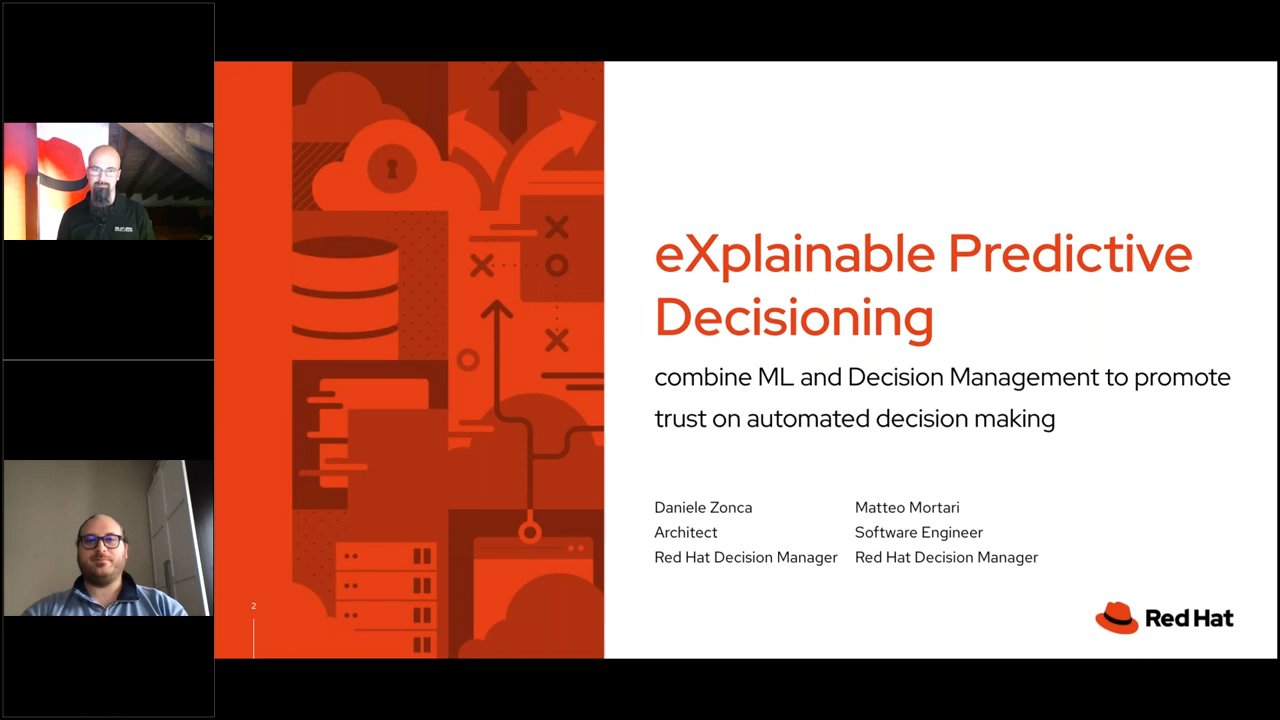 eXplainable Predictive
Decisioning
combine ML and Decision Management to promote
trust on automated decision making
Daniele Zonca
Architect
Red Hat Decision Manager
Matteo Mortari
Software Engineer
Red Hat Decision Manager
2
Red Hat